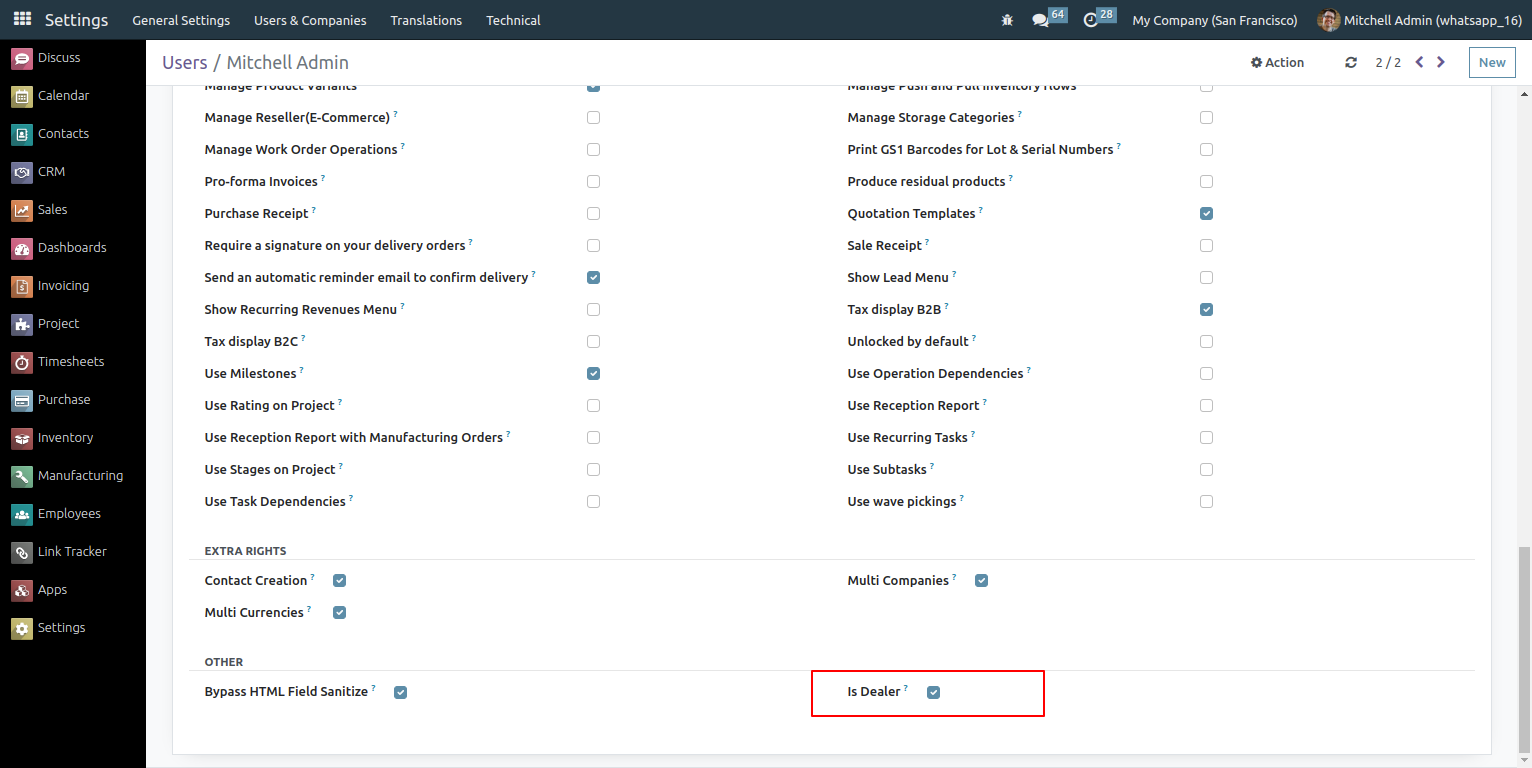 Settings General Settings Users & Companies Translations Technical 64 28 My Company (San Francisco) Mitchell Admin (whatsapp_16)
Discuss
Calendar
Contacts
CRM
Sales
Dashboards
Invoicing
Project
Timesheets
Purchase
Inventory
Manufacturing
Employees
Link Tracker
Apps
Settings
Users / Mitchell Admin Action 2 / 2 New
Manage Product Variants Manage Push and Pull Inventory Flows
Manage Reseller(E-Commerce) ? Manage Storage Categories ?
Manage Work Order Operations ? Print GS1 Barcodes for Lot & Serial Numbers ?
Pro-forma Invoices ? Produce residual products ?
Purchase Receipt ? Quotation Templates ?
Require a signature on your delivery orders ? Sale Receipt ?
Send an automatic reminder email to confirm delivery ? Show Lead Menu ?
Show Recurring Revenues Menu ? Tax display B2B ?
Tax display B2C ? Unlocked by default ?
Use Milestones ? Use Operation Dependencies ?
Use Rating on Project ? Use Reception Report ?
Use Reception Report with Manufacturing Orders ? Use Recurring Tasks ?
Use Stages on Project ? Use Subtasks ?
Use Task Dependencies ? Use wave pickings ?
EXTRA RIGHTS
Contact Creation ? Multi Companies ?
Multi Currencies ?
OTHER
Bypass HTML Field Sanitize ? Is Dealer ?